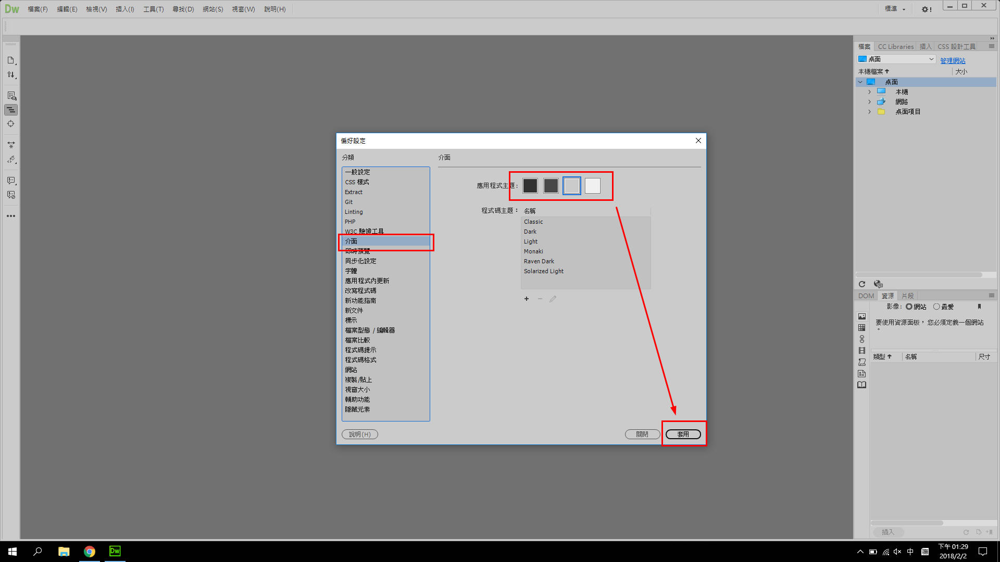 Dw 檔案(F) 編輯(E) 檢視(V) 插入(I) 工具(T) 尋找(D) 網站(S) 視窗(W) 說明(H) 標準
檔案 CC Libraries 插入 CSS 設計工具
桌面 管理網站
本機檔案 大小
桌面
本機
網路
桌面項目
偏好設定
分類
一般設定
CSS 樣式
Extract
Git
Linting
PHP
W3C 驗證工具
介面
即時預覽
同步化設定
字體
應用程式內更新
改寫程式碼
新功能指南
新文件
標示
檔案型態 / 編輯器
檔案比較
程式碼提示
程式碼格式
網站
複製/貼上
視窗大小
輔助功能
隱藏元素
介面
應用程式主題:
程式碼主題： 名稱
Classic
Dark
Light
Monaki
Raven Dark
Solarized Light
說明(H) 關閉 套用
DOM 資源 片段
影像: 網站 最愛
要使用資源面板，您必須定義一個網站
。
類型 名稱 尺寸
插入
Dw
中
下午 01:29
2018/2/2